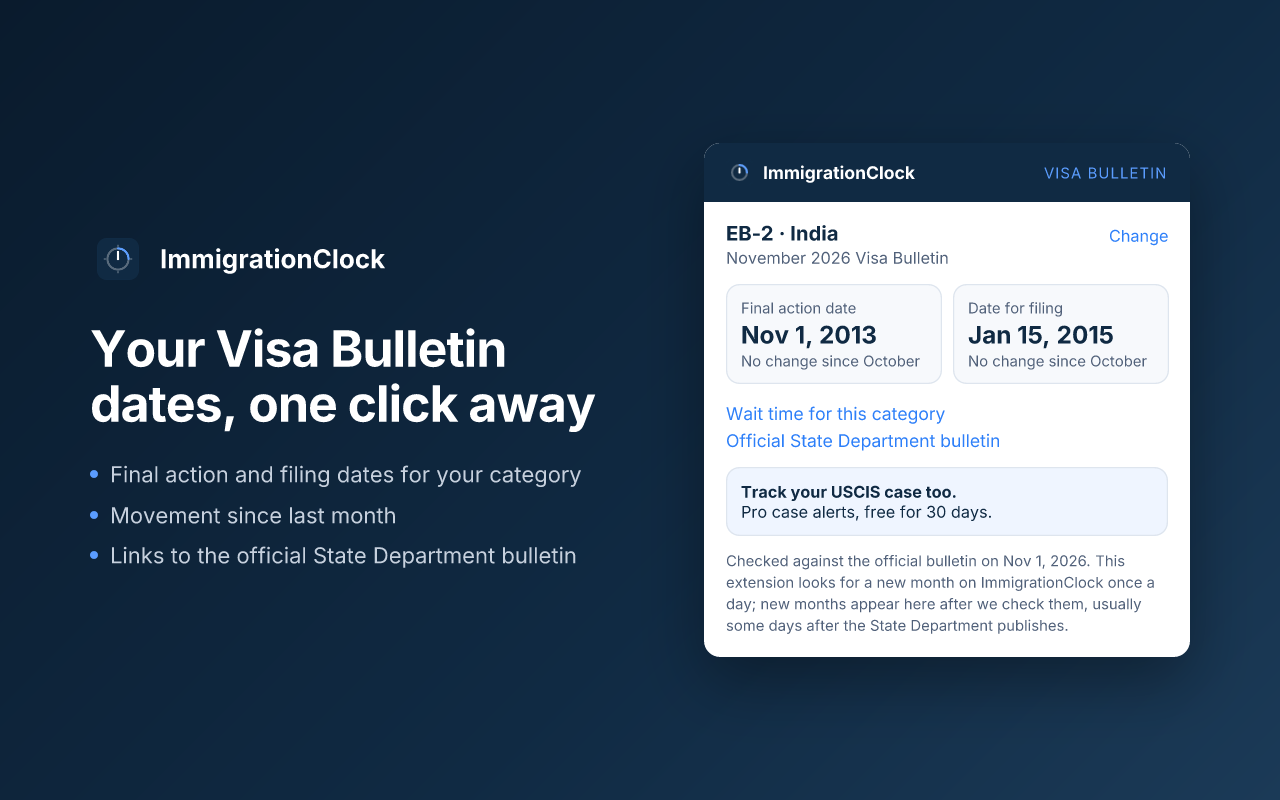 ImmigrationClock
Your Visa Bulletin
dates, one click away
Final action and filing dates for your category
Movement since last month
Links to the official State Department bulletin
ImmigrationClock
VISA BULLETIN
EB-2 · India
Change
November 2026 Visa Bulletin
Final action date
Nov 1, 2013
No change since October
Date for filing
Jan 15, 2015
No change since October
Wait time for this category
Official State Department bulletin
Track your USCIS case too.
Pro case alerts, free for 30 days.
Checked against the official bulletin on Nov 1, 2026. This
extension looks for a new month on ImmigrationClock once a
day; new months appear here after we check them, usually
some days after the State Department publishes.